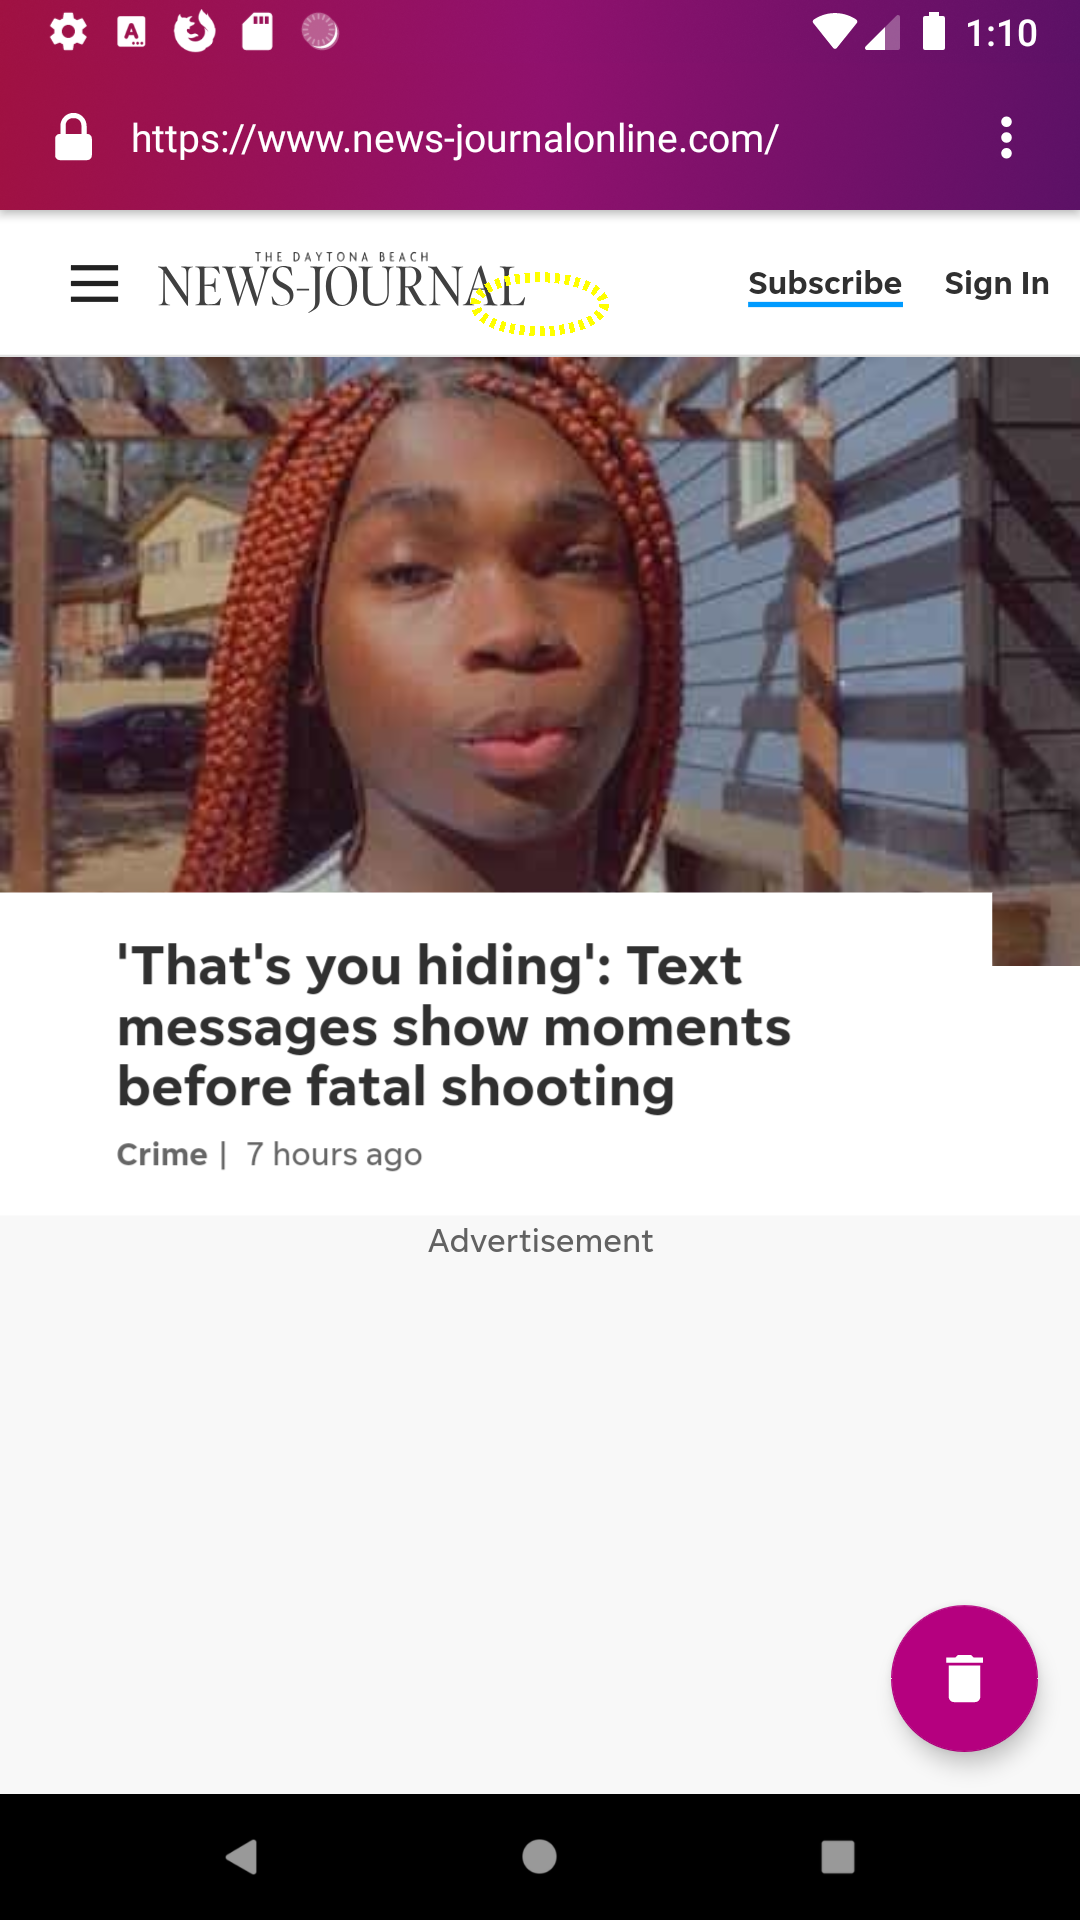 1:10
https://www.news-journalonline.com/
THE DAYTONA BEACH
NEWS-JOURNAL
Subscribe
Sign In
'That's you hiding': Text
messages show moments
before fatal shooting
Crime | 7 hours ago
Advertisement